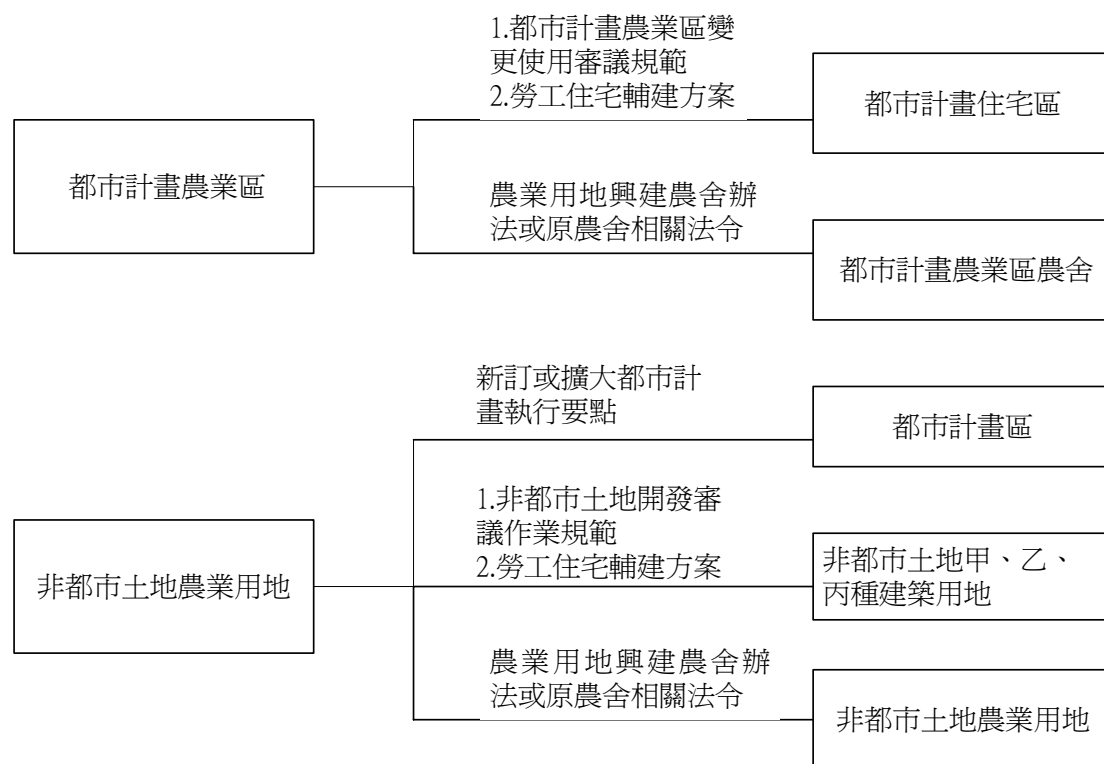 1.都市計畫農業區變
更使用審議規範
2.勞工住宅輔建方案
都市計畫住宅區
都市計畫農業區
農業用地興建農舍辦
法或原農舍相關法令
都市計畫農業區農舍
新訂或擴大都市計
畫執行要點
都市計畫區
1.非都市土地開發審
議作業規範
2.勞工住宅輔建方案
非都市土地甲、乙、
丙種建築用地
非都市土地農業用地
農業用地興建農舍辦
法或原農舍相關法令
非都市土地農業用地